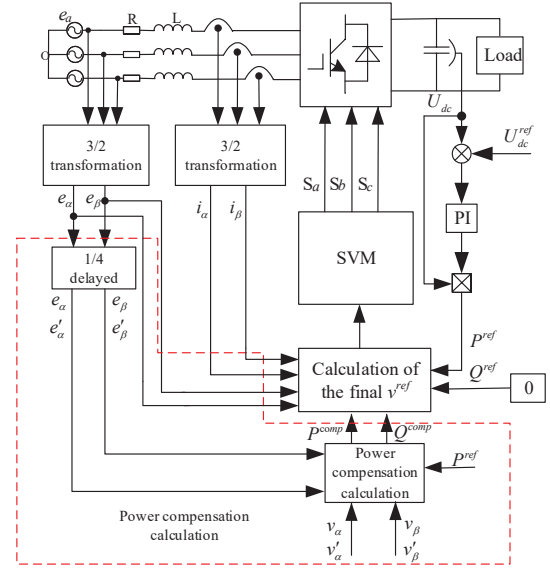 e_a R L
O
Load
U_dc
U_dc^ref
3/2
transformation
3/2
transformation
e_α e_β
i_α i_β
S_a S_b S_c
PI
1/4
delayed
SVM
e_α e_β
e'_α e'_β
P^ref
Calculation of
the final v^ref
Q^ref
0
P^comp Q^comp
Power
compensation
calculation
P^ref
Power compensation
calculation
v_α v_β
v'_α v'_β